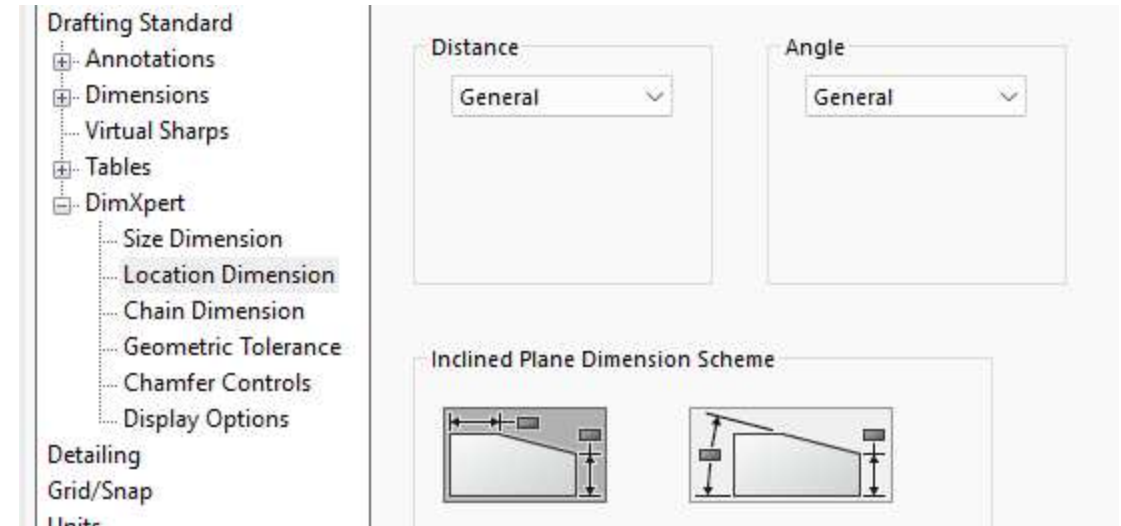 Drafting Standard
Annotations
Dimensions
Virtual Sharps
Tables
DimXpert
Size Dimension
Location Dimension
Chain Dimension
Geometric Tolerance
Chamfer Controls
Display Options
Detailing
Grid/Snap
Units
Distance
General
Angle
General
Inclined Plane Dimension Scheme